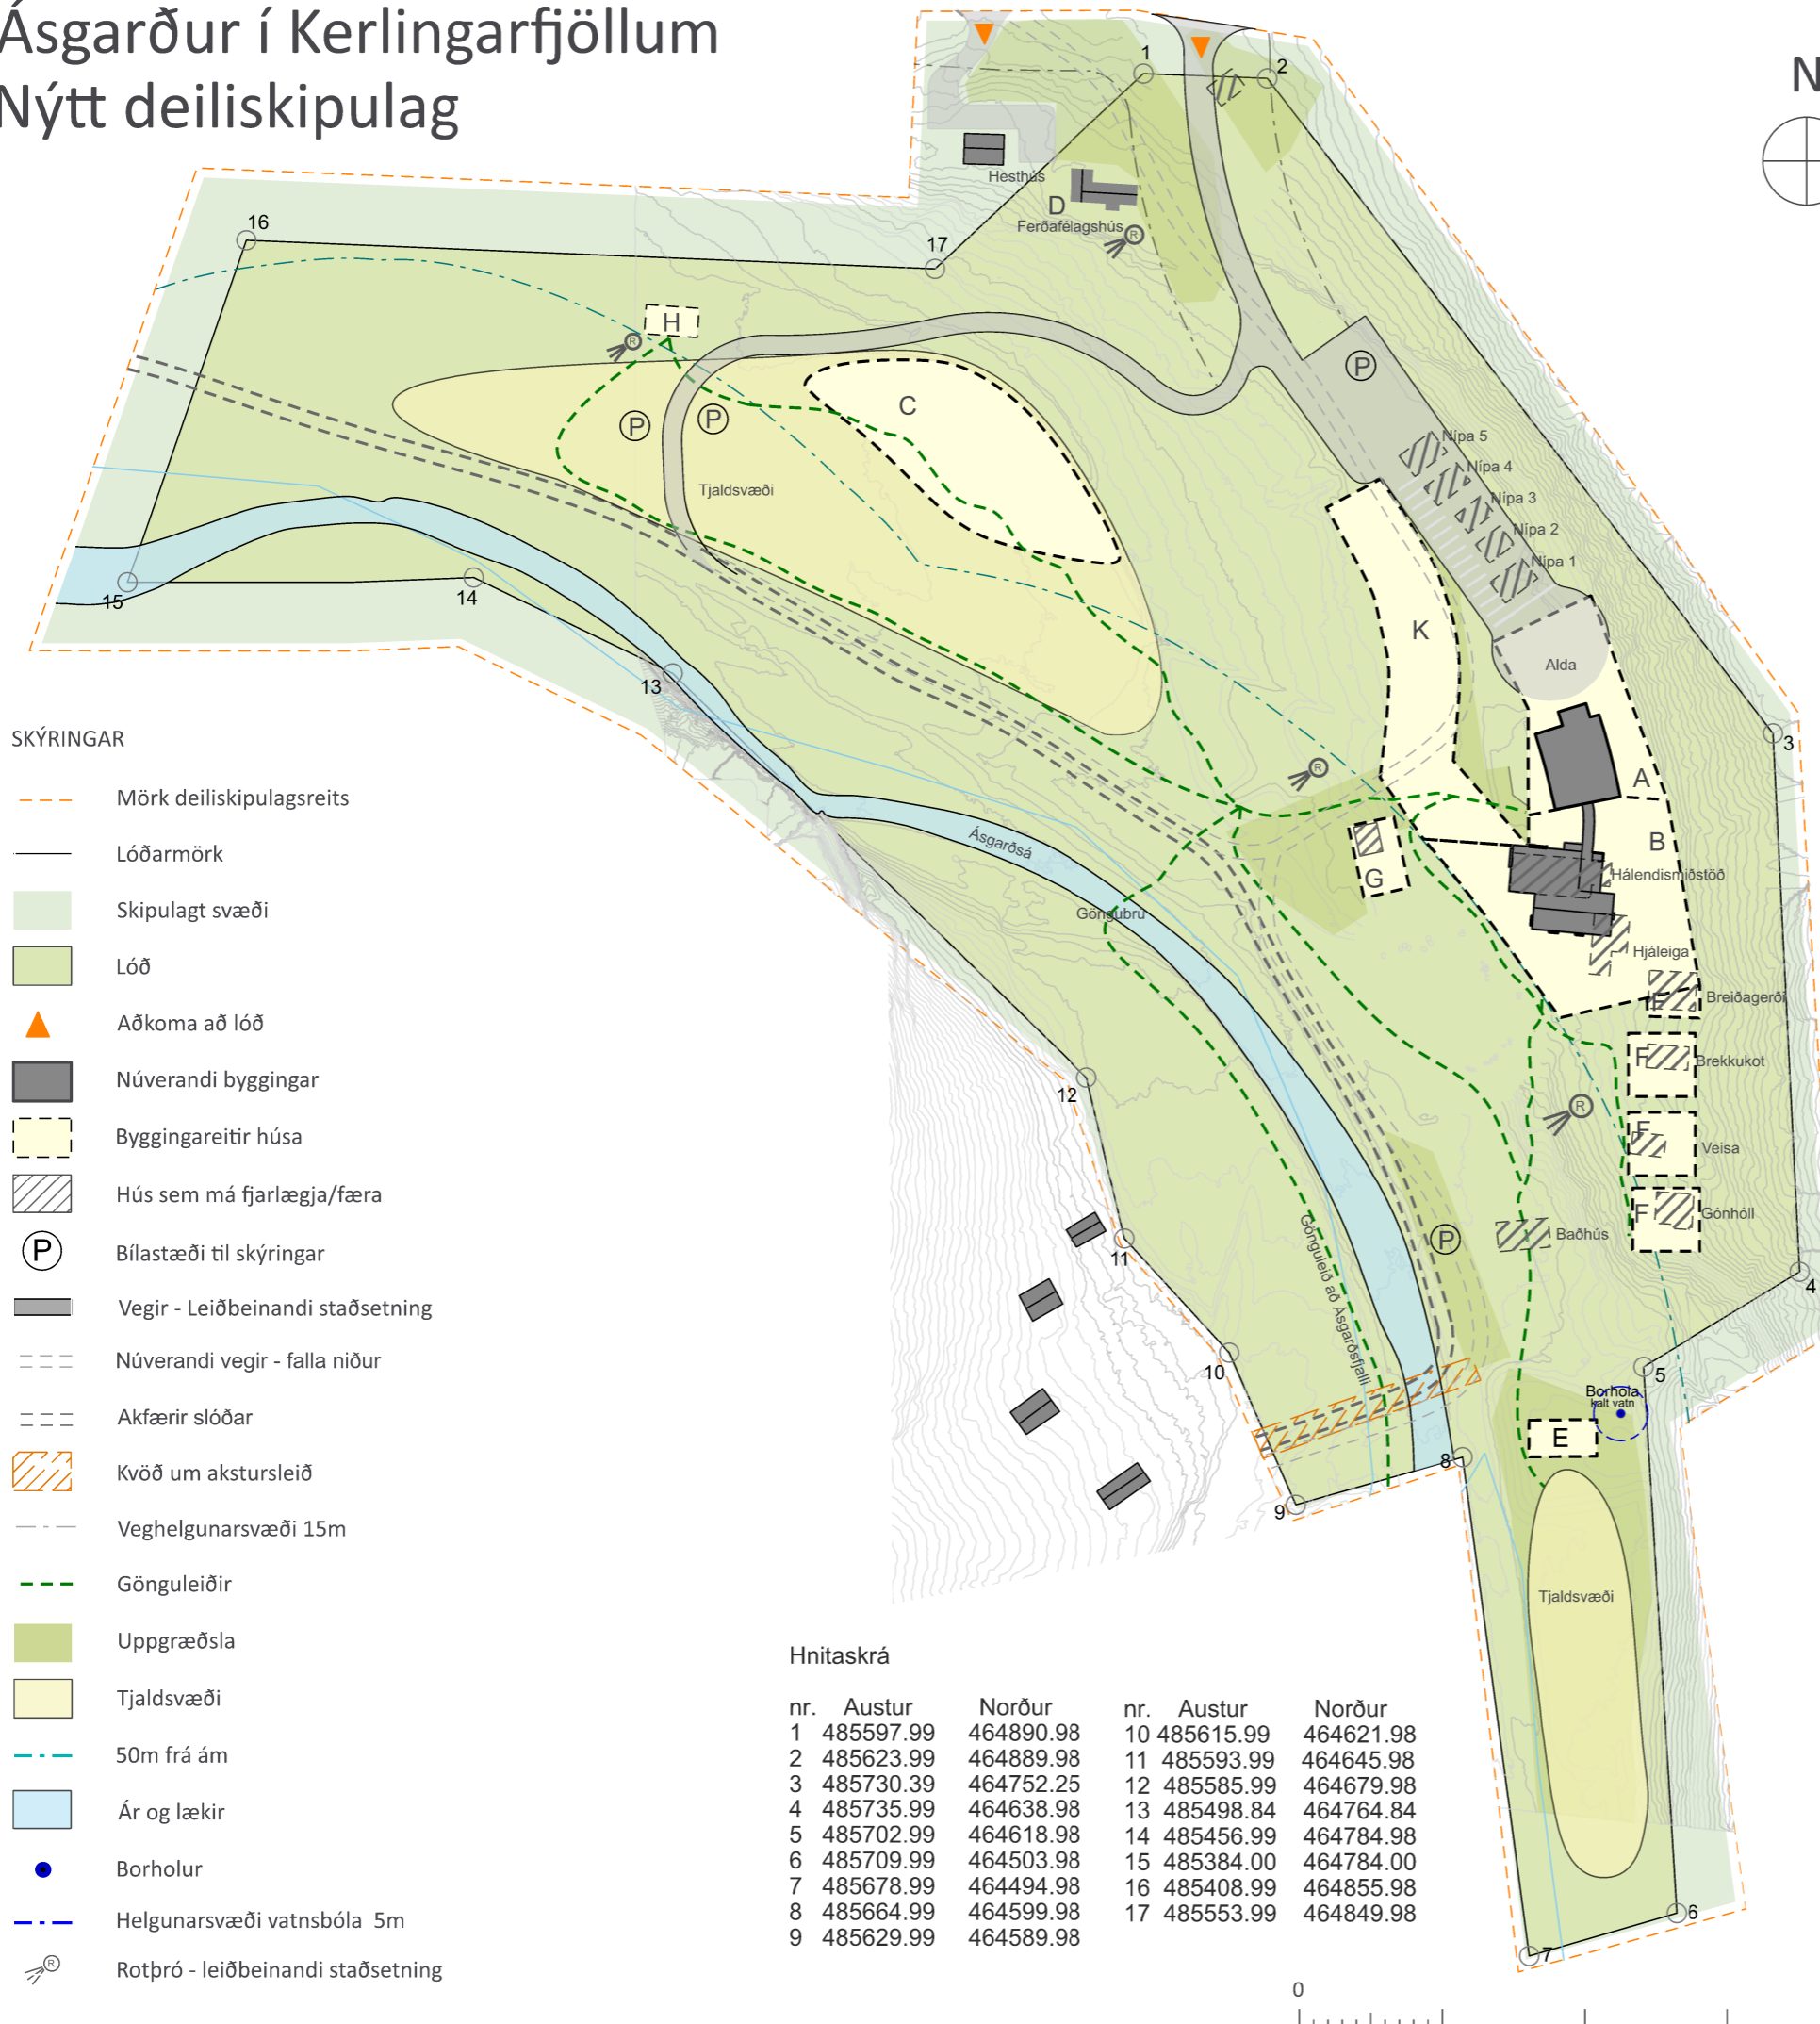 Ásgarður í Kerlingarfjöllum
Nýtt deiliskipulag
N
1
2
Hesthús
D
Ferðafélagshús
R
16
17
H
R
P
P
C
P
Tjaldsvæði
Nípa 5
Nípa 4
Nípa 3
Nípa 2
Nípa 1
K
Alda
15
14
13
3
A
B
R
G
Hálendismiðstöð
Hjáleiga
Ásgarðsá
Göngubrú
F
Breiðagerði
F
Brekkukot
F
Veisa
F
Gónhóll
R
P
Baðhús
12
11
10
Gönguleið að Ásgarðsfjalli
4
5
Borhola
kalt vatn
E
8
9
Tjaldsvæði
6
7
SKÝRINGAR
Mörk deiliskipulagsreits
Lóðarmörk
Skipulagt svæði
Lóð
Aðkoma að lóð
Núverandi byggingar
Byggingareitir húsa
Hús sem má fjarlægja/færa
P Bílastæði til skýringar
Vegir - Leiðbeinandi staðsetning
Núverandi vegir - falla niður
Akfærir slóðar
Kvöð um akstursleið
Veghelgunarsvæði 15m
Gönguleiðir
Uppgræðsla
Tjaldsvæði
50m frá ám
Ár og lækir
Borholur
Helgunarsvæði vatnsbóla 5m
R Rotþró - leiðbeinandi staðsetning
Hnitaskrá
nr. Austur Norður
1 485597.99 464890.98
2 485623.99 464889.98
3 485730.39 464752.25
4 485735.99 464638.98
5 485702.99 464618.98
6 485709.99 464503.98
7 485678.99 464494.98
8 485664.99 464599.98
9 485629.99 464589.98
nr. Austur Norður
10 485615.99 464621.98
11 485593.99 464645.98
12 485585.99 464679.98
13 485498.84 464764.84
14 485456.99 464784.98
15 485384.00 464784.00
16 485408.99 464855.98
17 485553.99 464849.98
0